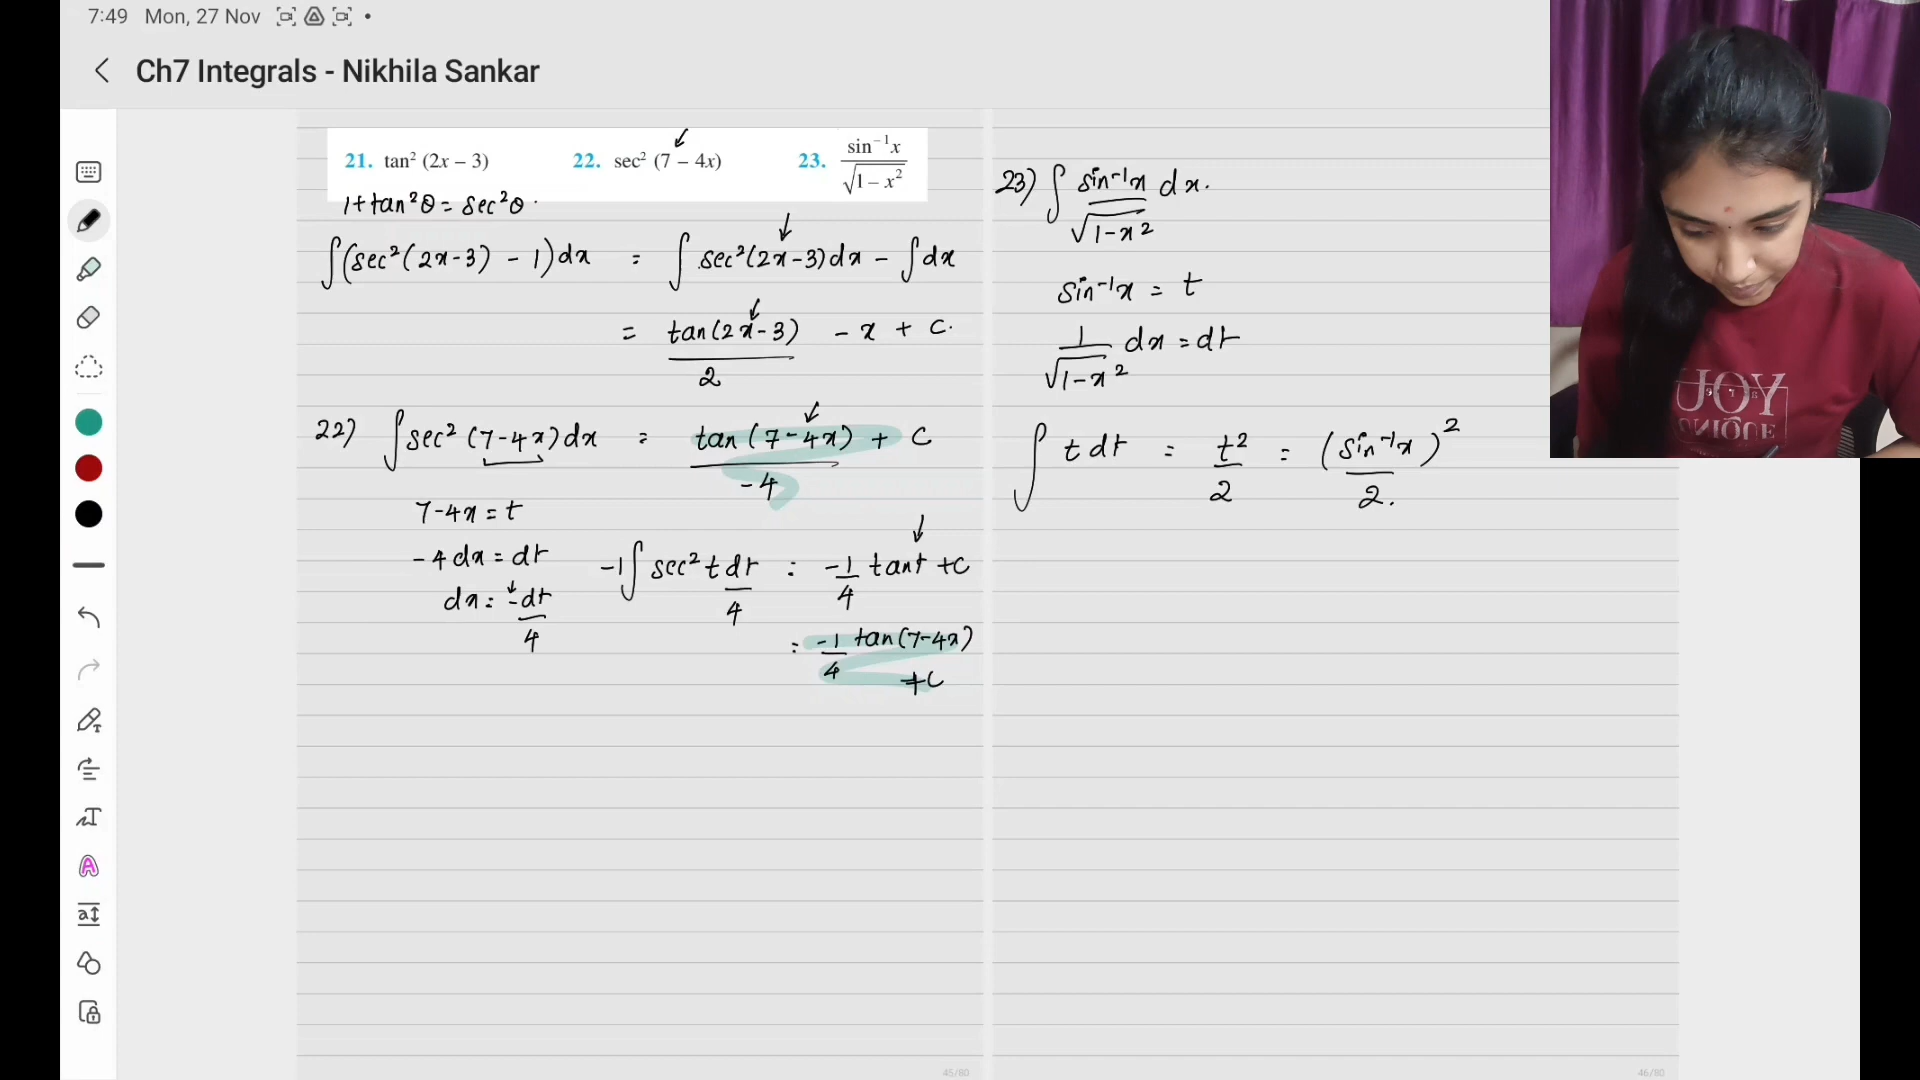 7:49 Mon, 27 Nov
Ch7 Integrals - Nikhila Sankar
21. tan² (2x – 3) 22. sec² (7 – 4x) 23. sin⁻¹x / √(1 – x²)
1 + tan²θ = sec²θ.
∫(sec²(2x-3) - 1)dx = ∫sec²(2x-3)dx - ∫dx
= tan(2x-3)/2 - x + C.
22) ∫sec²(7-4x)dx = tan(7-4x)/-4 + C
7-4x = t
-4dx = dt
dx = -dt/4
-1∫sec²t dt/4 = -1/4 tant + C
= -1/4 tan(7-4x)
+C
45/80
23) ∫ sin⁻¹x/√(1-x²) dx.
sin⁻¹x = t
1/√(1-x²) dx = dt
∫t dt = t²/2 = (sin⁻¹x)²/2.
46/80